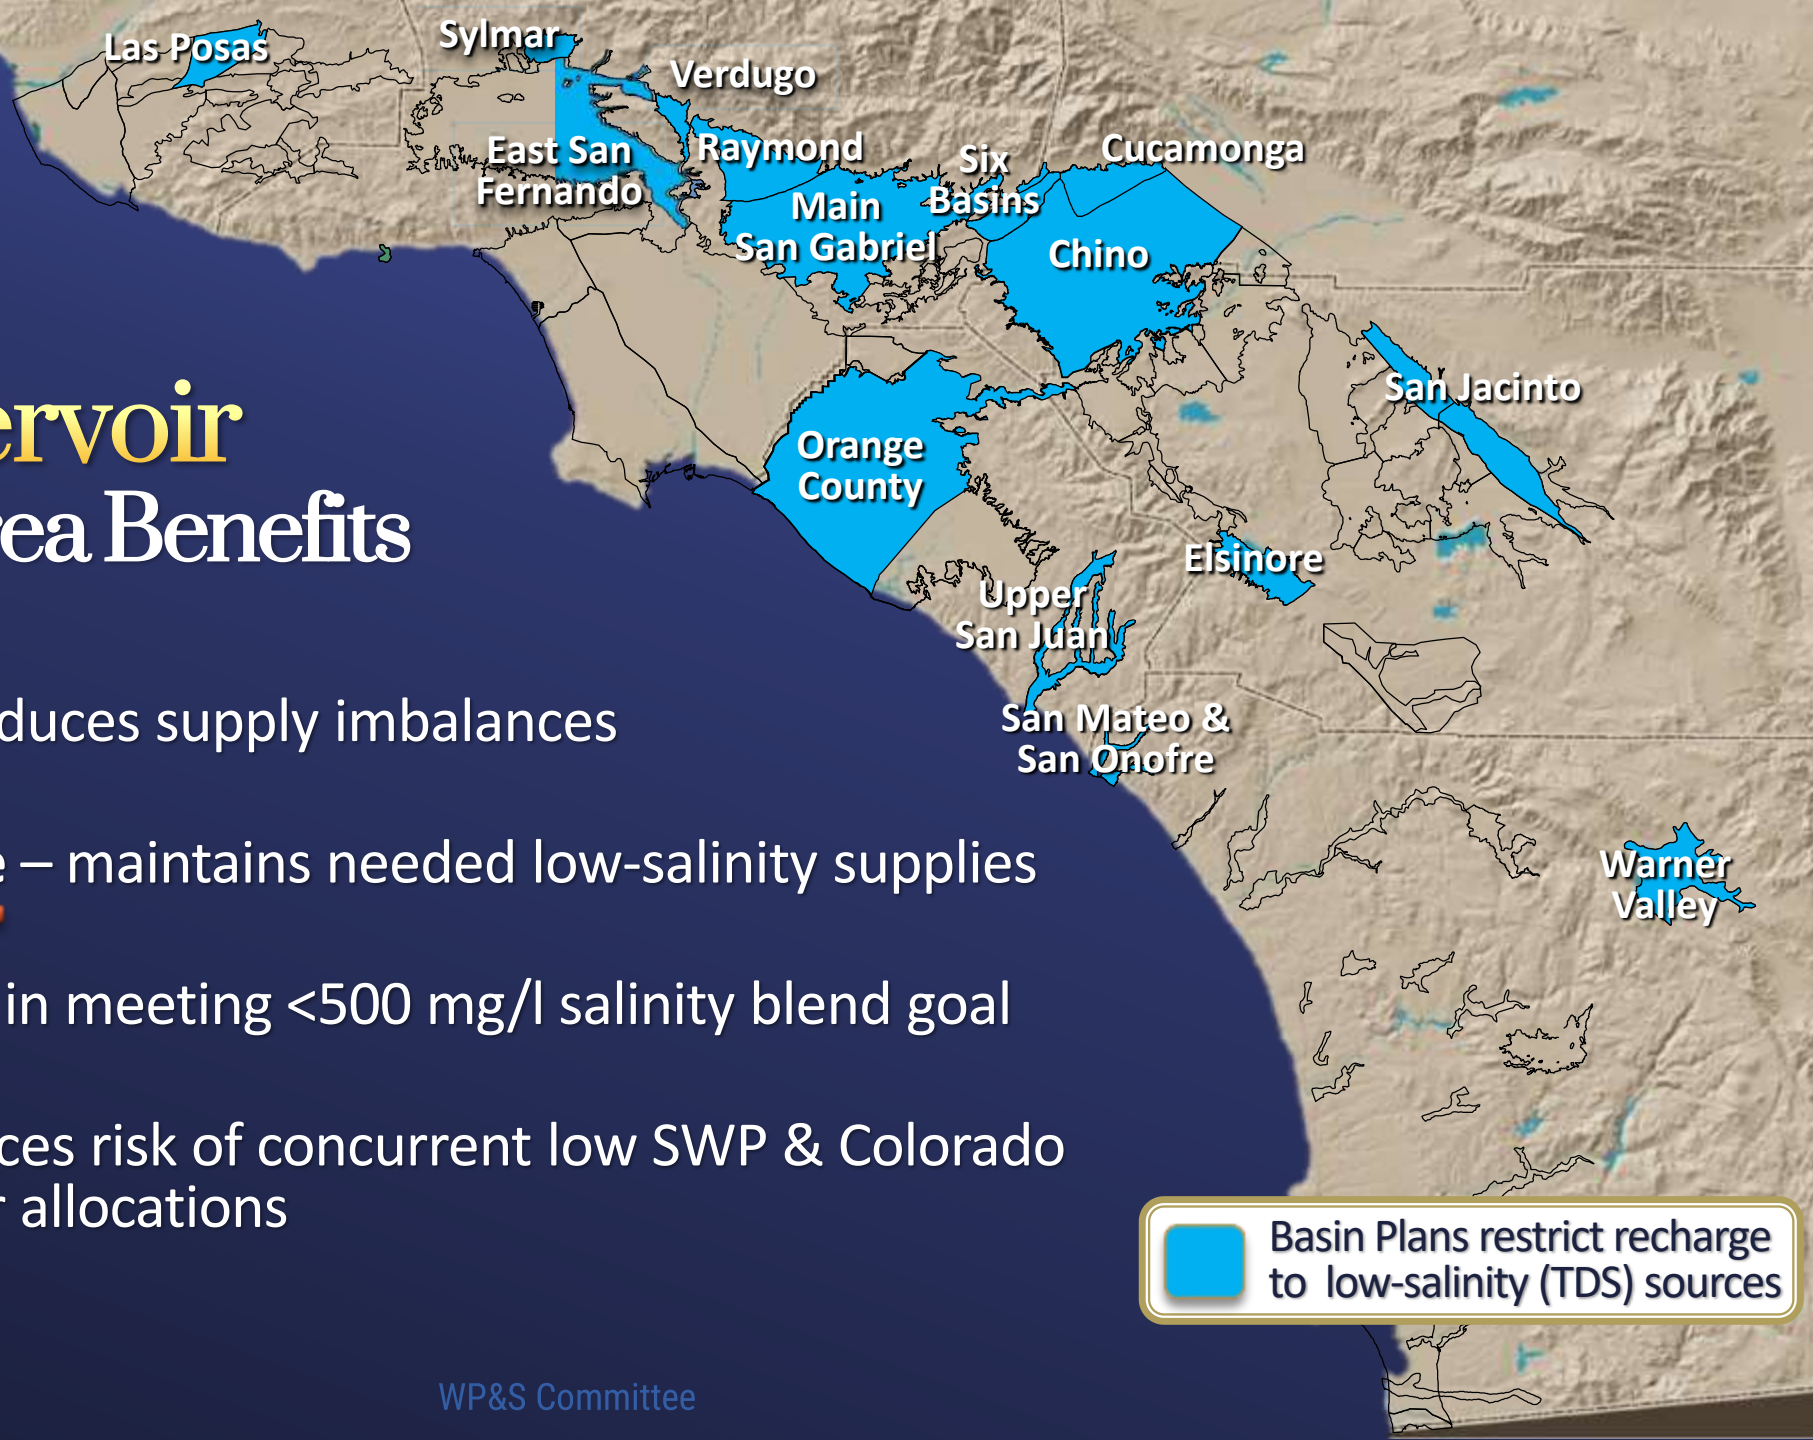 ervoir
rea Benefits
duces supply imbalances
e – maintains needed low-salinity supplies
in meeting <500 mg/l salinity blend goal
ces risk of concurrent low SWP & Colorado
r allocations
WP&S Committee
Las Posas
Sylmar
Verdugo
East San
Fernando
Raymond
Main
San Gabriel
Six
Basins
Cucamonga
Chino
San Jacinto
Orange
County
Elsinore
Upper
San Juan
San Mateo &
San Onofre
Warner
Valley
Basin Plans restrict recharge
to low-salinity (TDS) sources